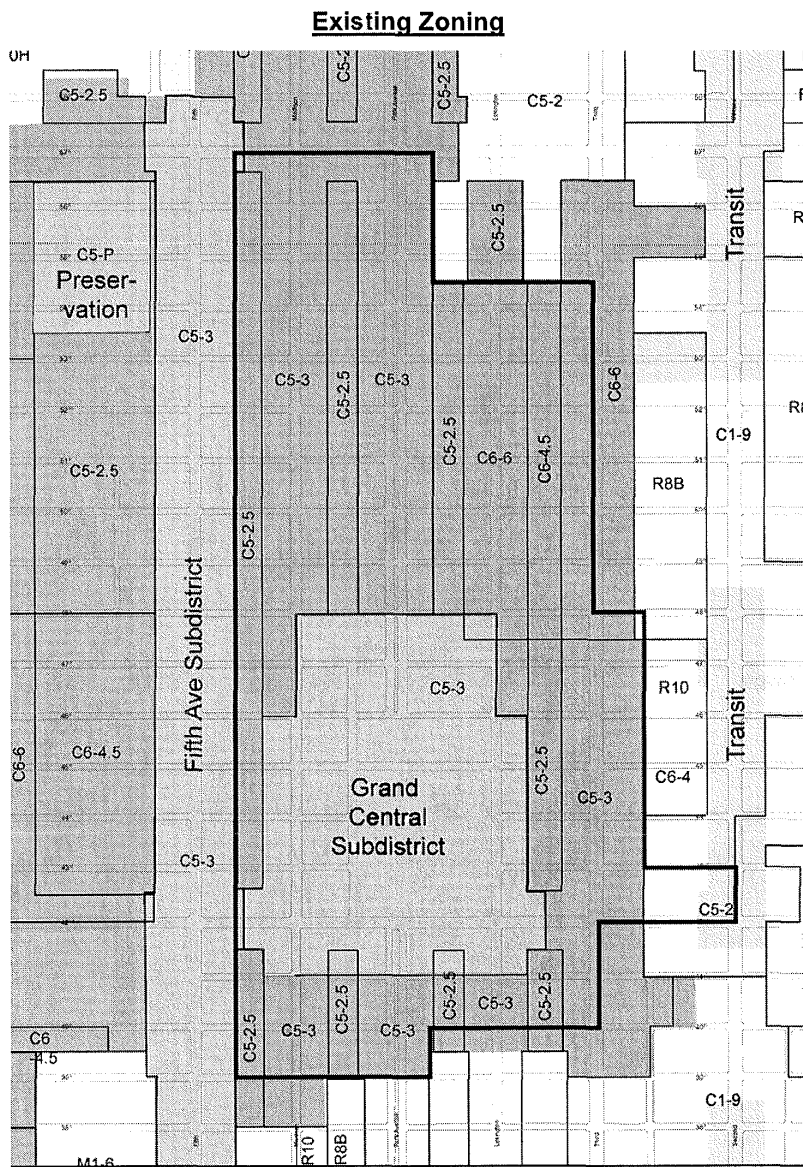 Existing Zoning
OH
C5-2.5
C5-2.5
C5-2.5
C5-2
C5-2.5
C5-P
Preser-
vation
Transit
C5-3
C5-3
C5-2.5
C5-3
C5-2.5
C6-6
C6-4.5
C6-6
C1-9
C5-2.5
R8B
C5-2.5
Fifth Ave Subdistrict
C5-3
R10
C6-6
C6-4.5
Transit
Grand
Central
Subdistrict
C5-2.5
C5-3
C6-4
C5-3
C5-2
C5-2.5
C5-3
C5-2.5
C5-3
C5-2.5
C5-3
C5-2.5
C6
-4.5
C1-9
R10
R8B
M1-6